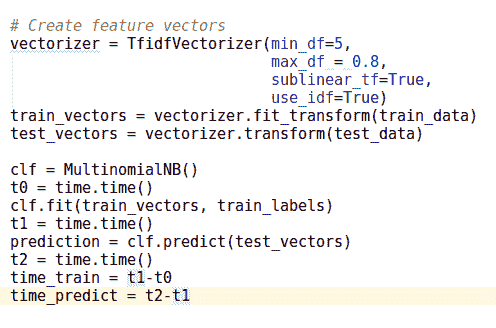 # Create feature vectors
vectorizer = TfidfVectorizer(min_df=5,
                             max_df = 0.8,
                             sublinear_tf=True,
                             use_idf=True)
train_vectors = vectorizer.fit_transform(train_data)
test_vectors = vectorizer.transform(test_data)

clf = MultinomialNB()
t0 = time.time()
clf.fit(train_vectors, train_labels)
t1 = time.time()
prediction = clf.predict(test_vectors)
t2 = time.time()
time_train = t1-t0
time_predict = t2-t1